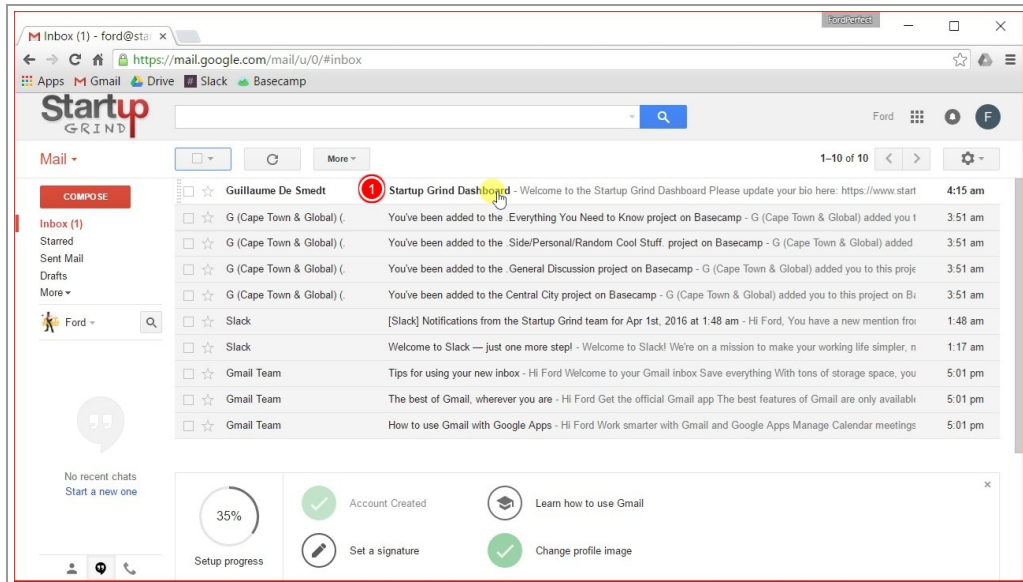 FordPerfect
M Inbox (1) - ford@sta
https://mail.google.com/mail/u/0/#inbox
Apps M Gmail Drive # Slack Basecamp
Startup
GRIND
Ford F
Mail More 1–10 of 10
COMPOSE
Inbox (1)
Starred
Sent Mail
Drafts
More
Ford
Guillaume De Smedt 1 Startup Grind Dashboard - Welcome to the Startup Grind Dashboard Please update your bio here: https://www.start 4:15 am
G (Cape Town & Global) (. You've been added to the .Everything You Need to Know project on Basecamp - G (Cape Town & Global) added you t 3:51 am
G (Cape Town & Global) (. You've been added to the .Side/Personal/Random Cool Stuff. project on Basecamp - G (Cape Town & Global) added 3:51 am
G (Cape Town & Global) (. You've been added to the .General Discussion project on Basecamp - G (Cape Town & Global) added you to this proje 3:51 am
G (Cape Town & Global) (. You've been added to the Central City project on Basecamp - G (Cape Town & Global) added you to this project on Ba 3:51 am
Slack [Slack] Notifications from the Startup Grind team for Apr 1st, 2016 at 1:48 am - Hi Ford, You have a new mention from 1:48 am
Slack Welcome to Slack — just one more step! - Welcome to Slack! We're on a mission to make your working life simpler, n 1:17 am
Gmail Team Tips for using your new inbox - Hi Ford Welcome to your Gmail inbox Save everything With tons of storage space, you 5:01 pm
Gmail Team The best of Gmail, wherever you are - Hi Ford Get the official Gmail app The best features of Gmail are only available 5:01 pm
Gmail Team How to use Gmail with Google Apps - Hi Ford Work smarter with Gmail and Google Apps Manage Calendar meetings 5:01 pm
No recent chats
Start a new one
35%
Setup progress
Account Created
Learn how to use Gmail
Set a signature
Change profile image